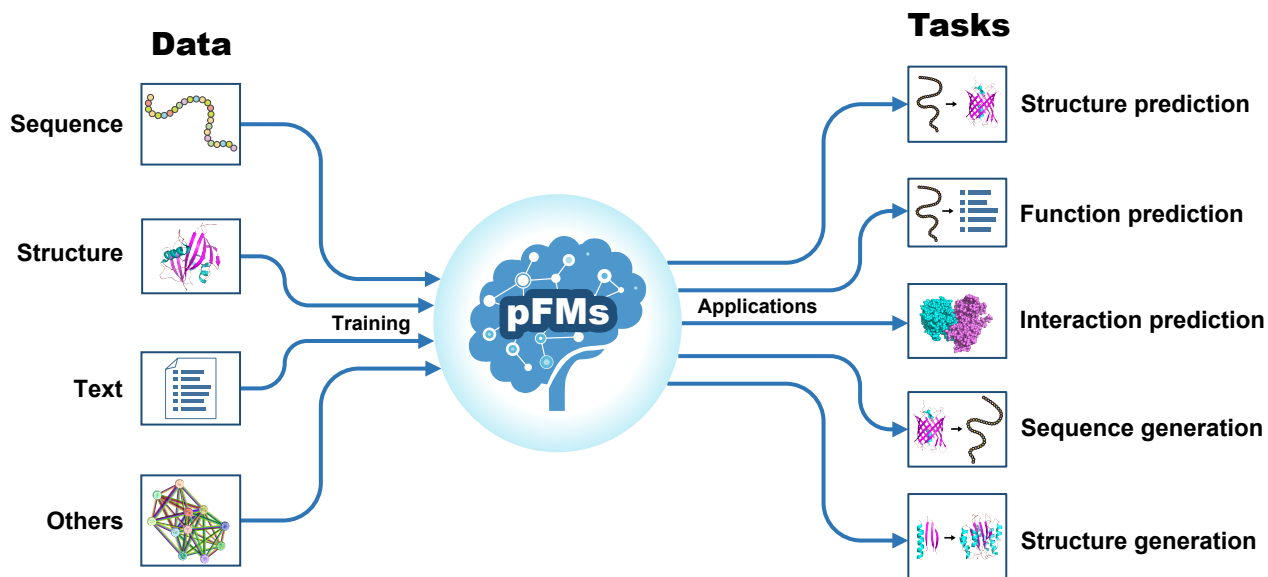 Data
Sequence
Structure
Text
Others
Training
pFMs
Applications
Tasks
Structure prediction
Function prediction
Interaction prediction
Sequence generation
Structure generation